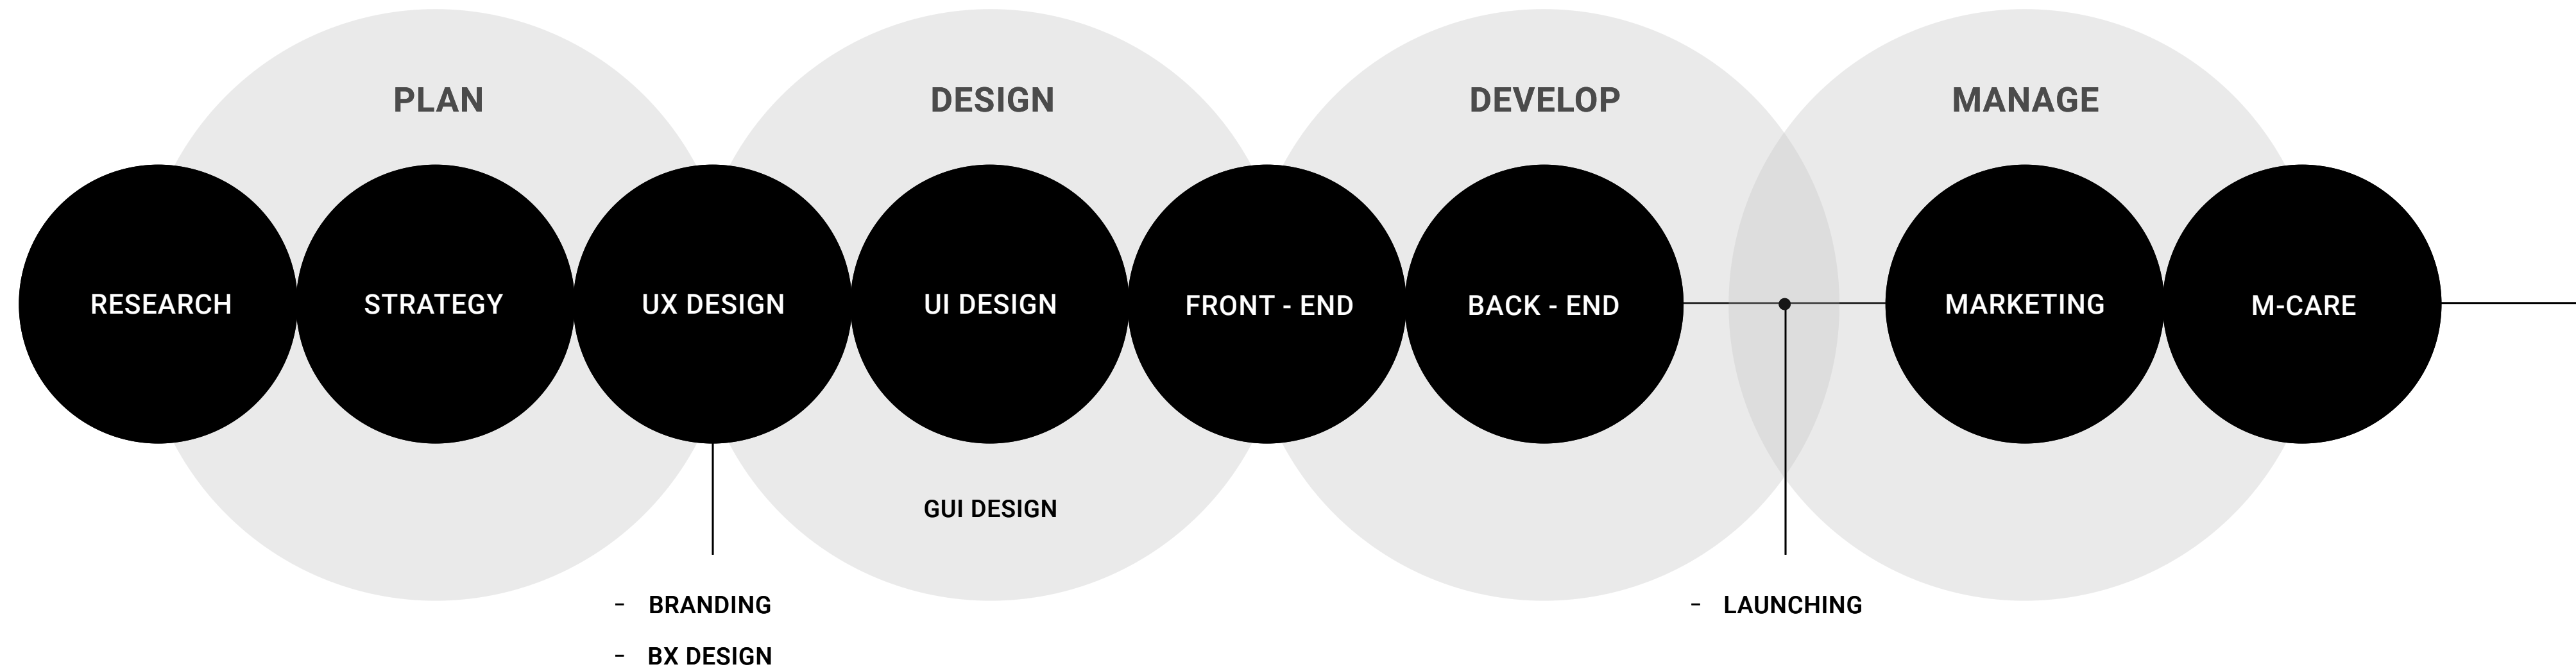 PLAN
DESIGN
DEVELOP
MANAGE
RESEARCH
STRATEGY
UX DESIGN
UI DESIGN
FRONT - END
BACK - END
MARKETING
M-CARE
GUI DESIGN
- BRANDING
- BX DESIGN
- LAUNCHING